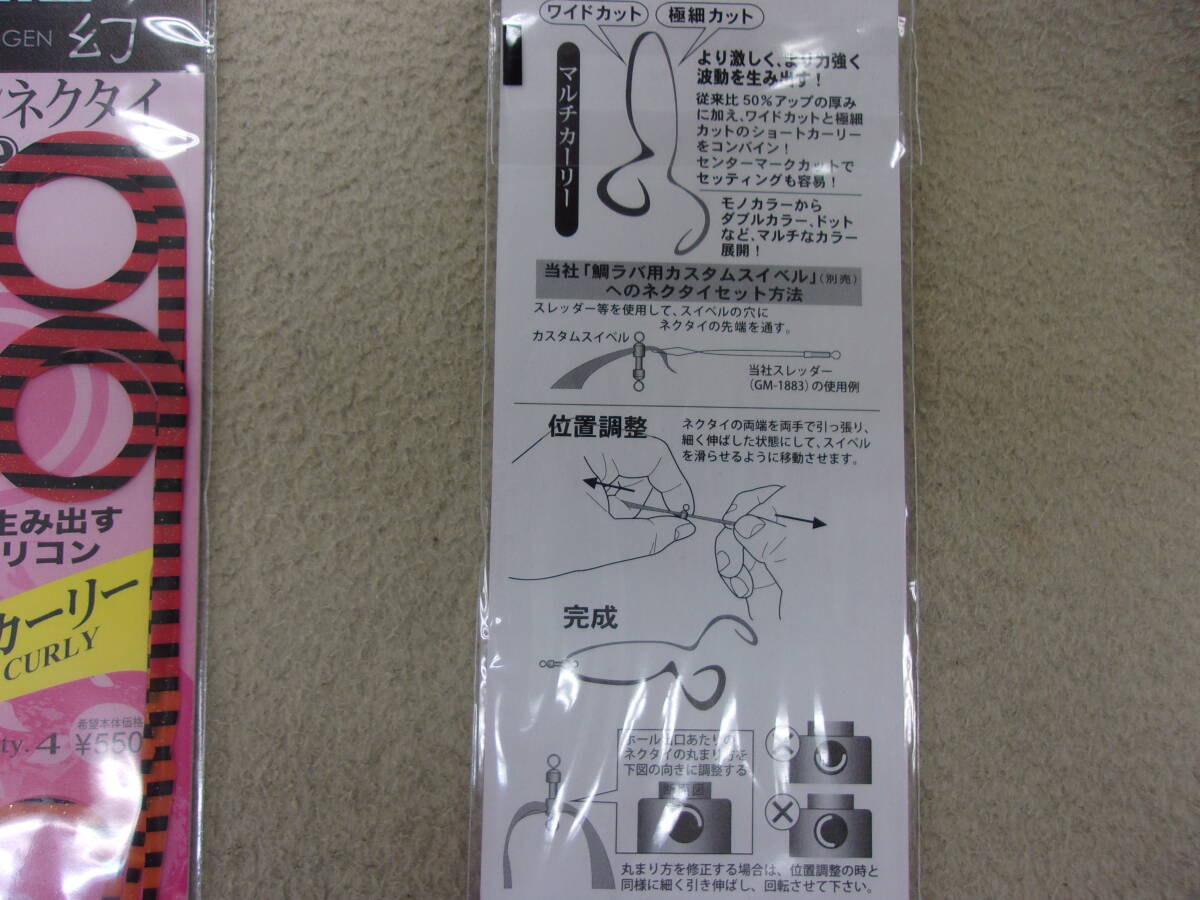 GEN 幻
ネクタイ
生み出す
リコン
カーリー
CURLY
希望本体価格
ty. 4 ¥550
ワイドカット
極細カット
マルチカーリー
より激しく、より力強く
波動を生み出す！
従来比 50％アップの厚み
に加え、ワイドカットと極細
カットのショートカーリー
をコンバイン！
センターマークカットで
セッティングも容易！
モノカラーから
ダブルカラー、ドット
など、マルチなカラー
展開！
当社「鯛ラバ用カスタムスイベル」（別売）
へのネクタイセット方法
スレッダー等を使用して、スイベルの穴に
ネクタイの先端を通す。
カスタムスイベル
当社スレッダー
（GM-1883）の使用例
位置調整
ネクタイの両端を両手で引っ張り、
細く伸ばした状態にして、スイベル
を滑らせるように移動させます。
完成
ホール出口あたりの
ネクタイの丸まり方を
下図の向きに調整する
断面図
丸まり方を修正する場合は、位置調整の時と
同様に細く引き伸ばし、回転させて下さい。